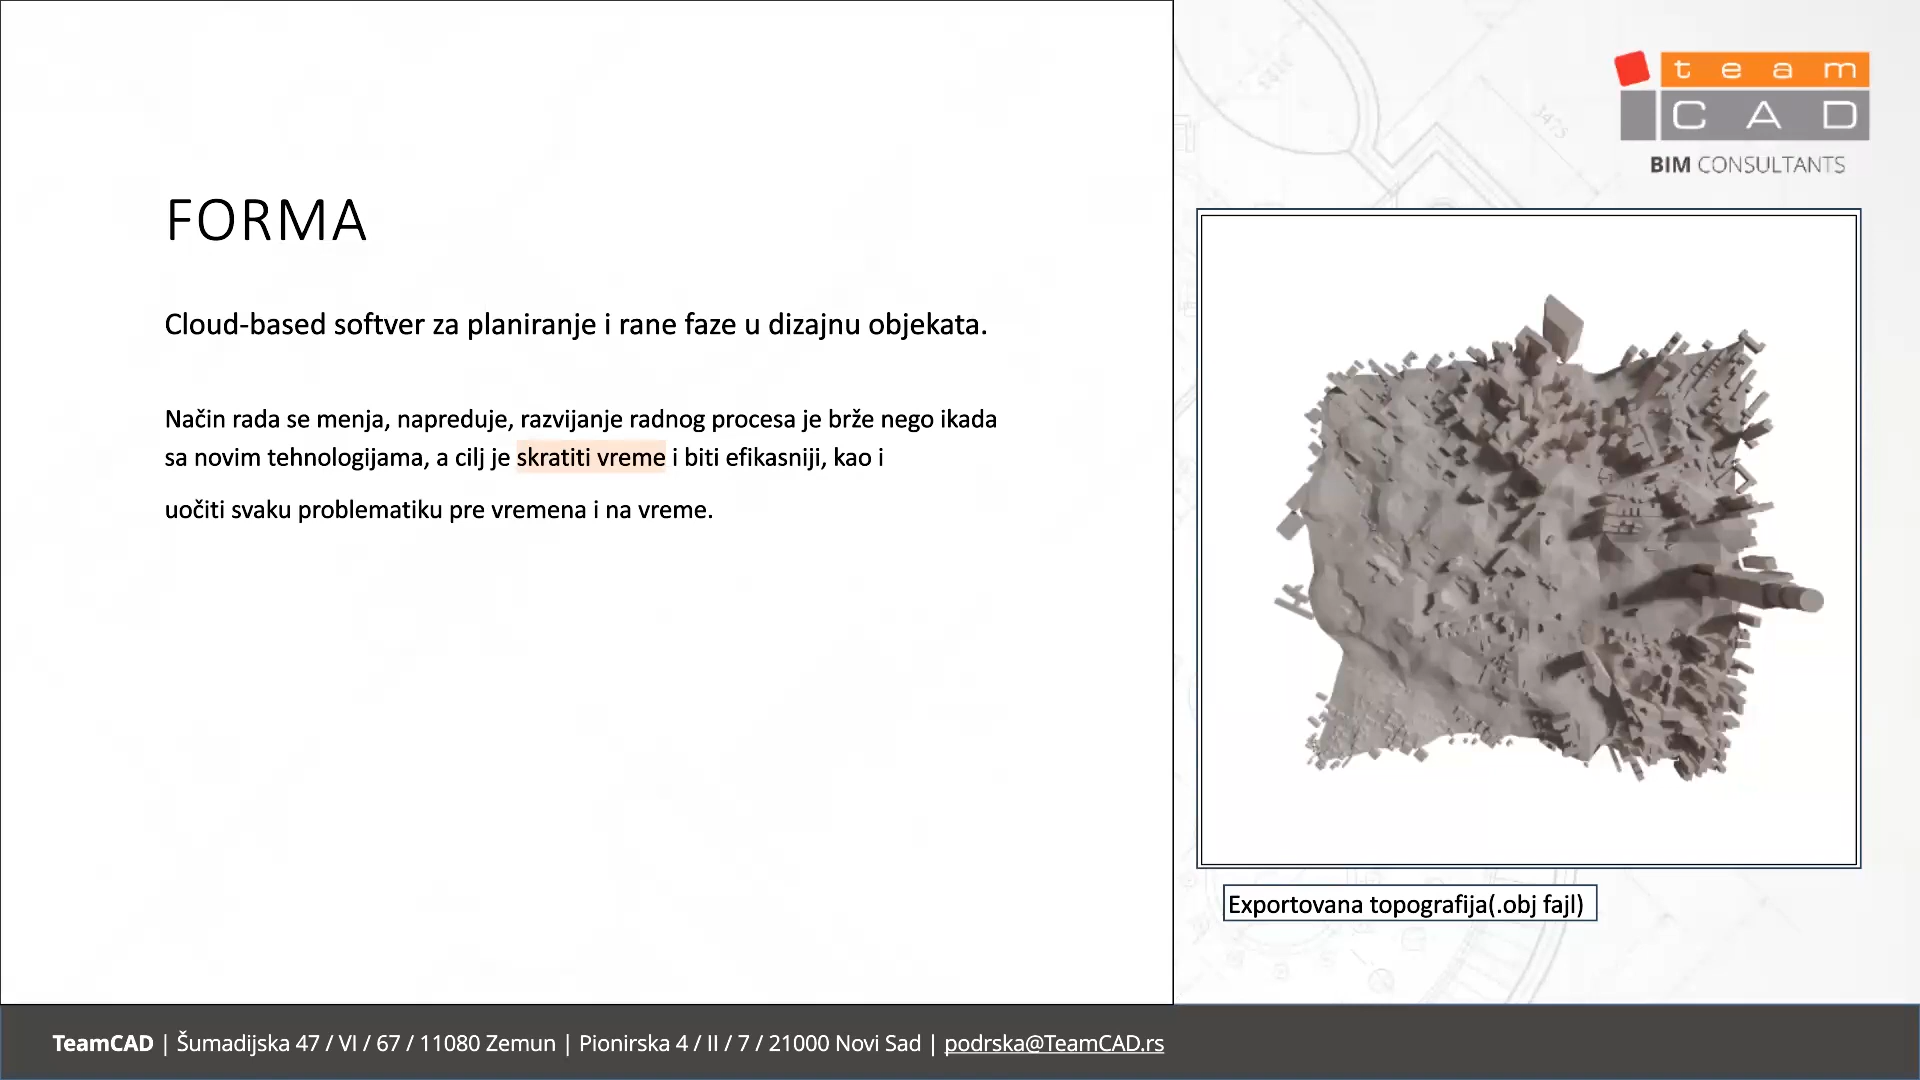 team
CAD
BIM CONSULTANTS
FORMA
Cloud-based softver za planiranje i rane faze u dizajnu objekata.
Način rada se menja, napreduje, razvijanje radnog procesa je brže nego ikada
sa novim tehnologijama, a cilj je skratiti vreme i biti efikasniji, kao i
uočiti svaku problematiku pre vremena i na vreme.
3475
Exportovana topografija(.obj fajl)
TeamCAD | Šumadijska 47 / VI / 67 / 11080 Zemun | Pionirska 4 / II / 7 / 21000 Novi Sad | podrska@TeamCAD.rs